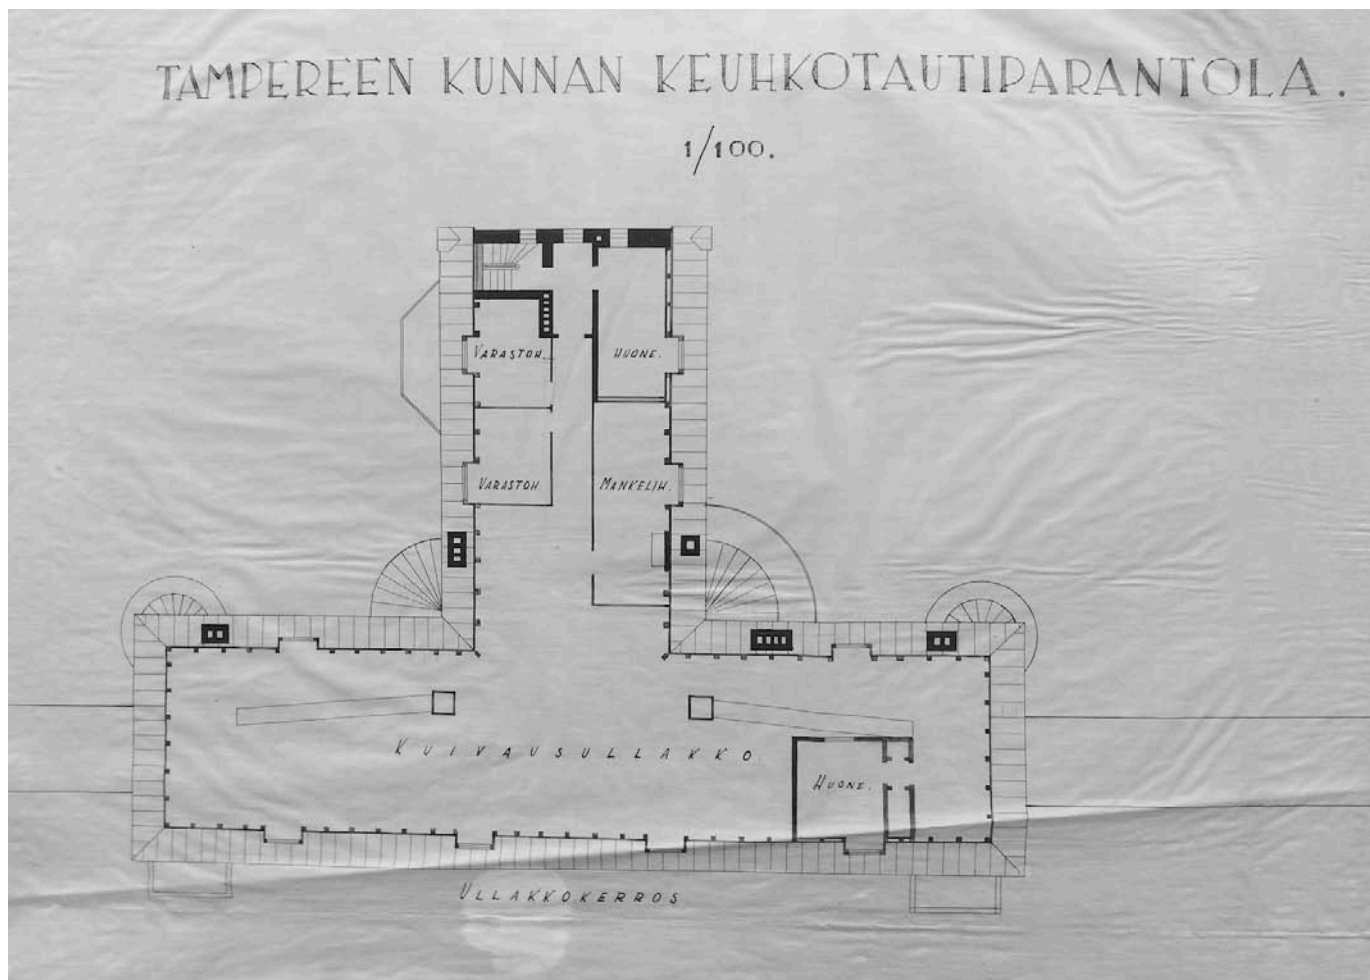 TAMPEREEN KUNNAN KEUHKOTAUTIPARANTOLA.
1/100.
VARASTOH. HUONE.
VARASTOH. MANKELIH.
KUIVAUSULLAKKO.
HUONE.
ULLAKKOKERROS